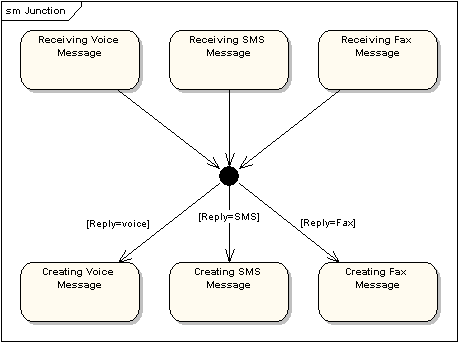 sm Junction
Receiving Voice
Message
Receiving SMS
Message
Receiving Fax
Message
[Reply=voice]
[Reply=SMS]
[Reply=Fax]
Creating Voice
Message
Creating SMS
Message
Creating Fax
Message